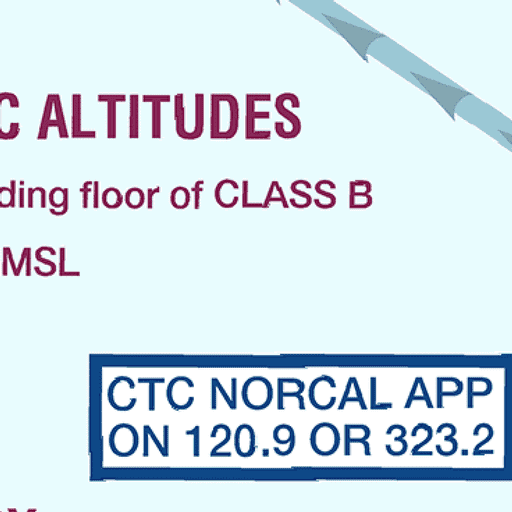 C ALTITUDES
ding floor of CLASS B
MSL
CTC NORCAL APP
ON 120.9 OR 323.2